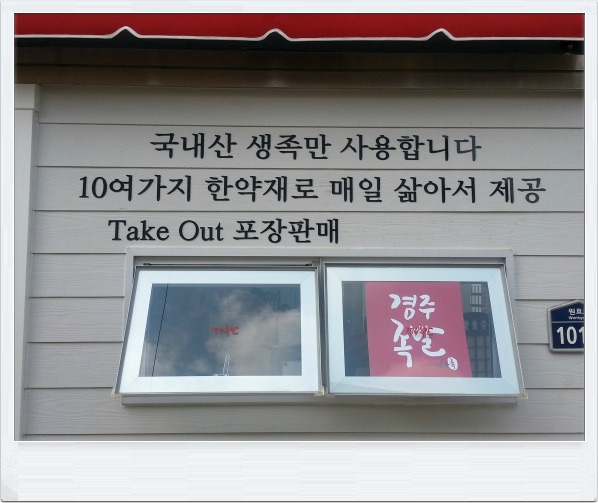 국내산 생족만 사용합니다
10여가지 한약재로 매일 삶아서 제공
Take Out 포장판매
경주
족발
101